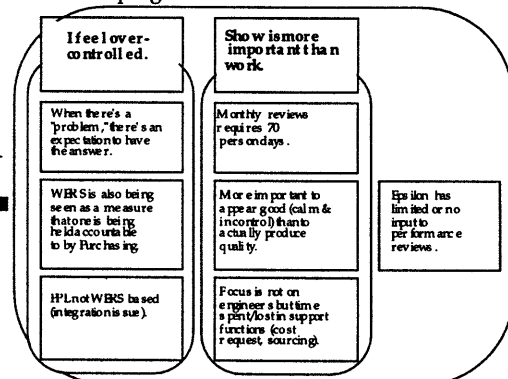 I feel over-
controlled.
When there's a
"problem," there's an
expectation to have
the answer.
WERS is also being
seen as a measure
that one is being
held accountable
to by Purchasing.
not WERS based
(integration issue).
Show is more
important than
work.
Monthly reviews
requires 70
person days.
More important to
appear good (calm &
in control) than to
actually produce
quality.
Focus is not on
engineers but time
spent/lost in support
functions (cost
request, sourcing).
Epsilon has
limited or no
input to
performance
reviews.